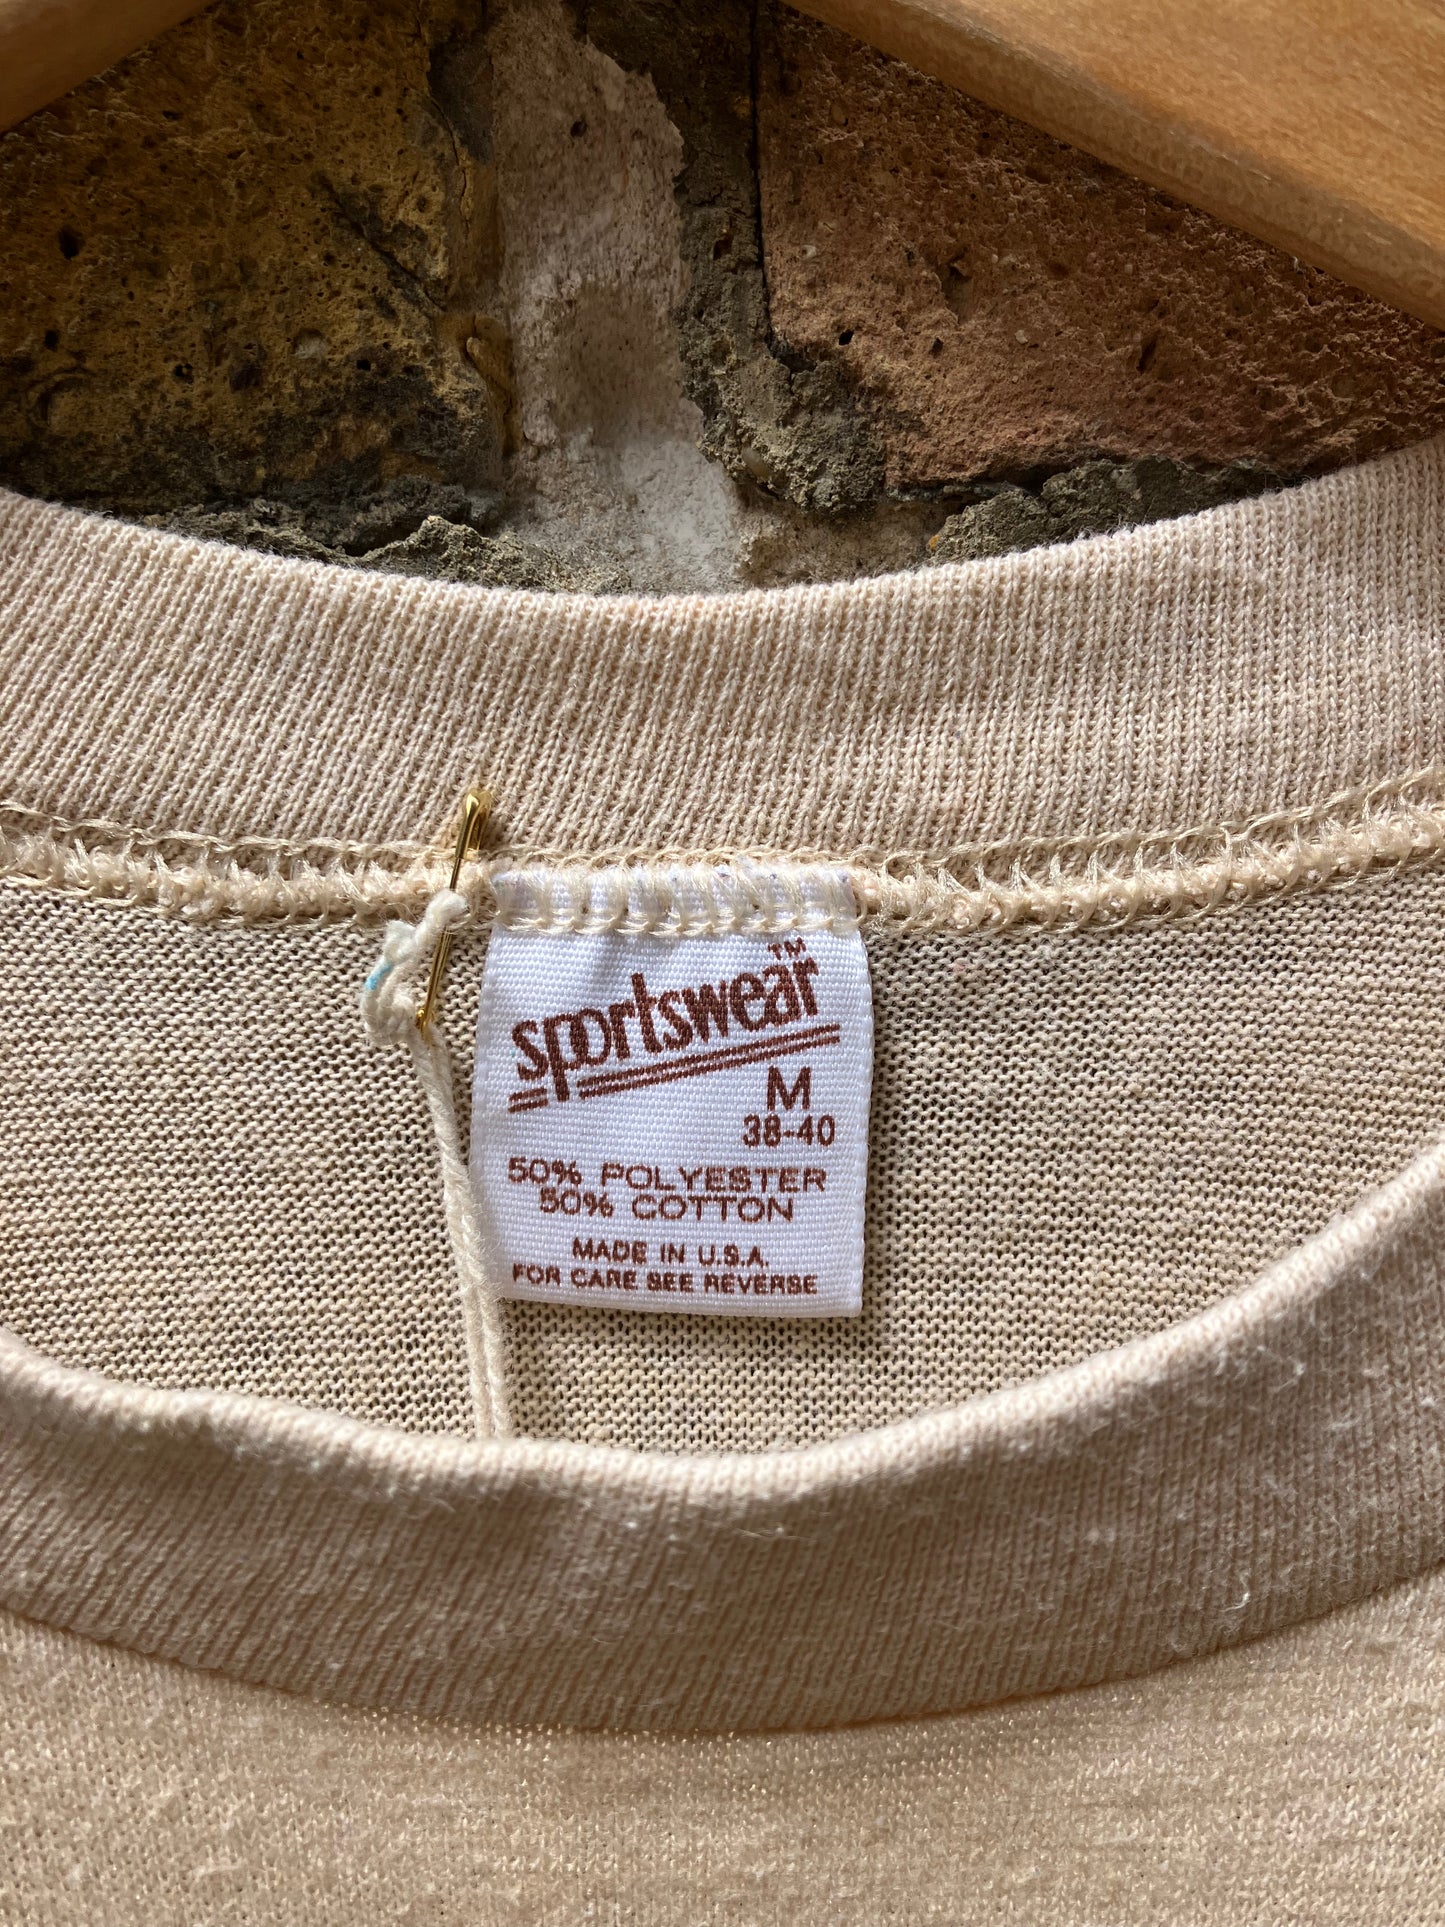 sportswear™
M
38-40
50% POLYESTER
50% COTTON
MADE IN U.S.A.
FOR CARE SEE REVERSE